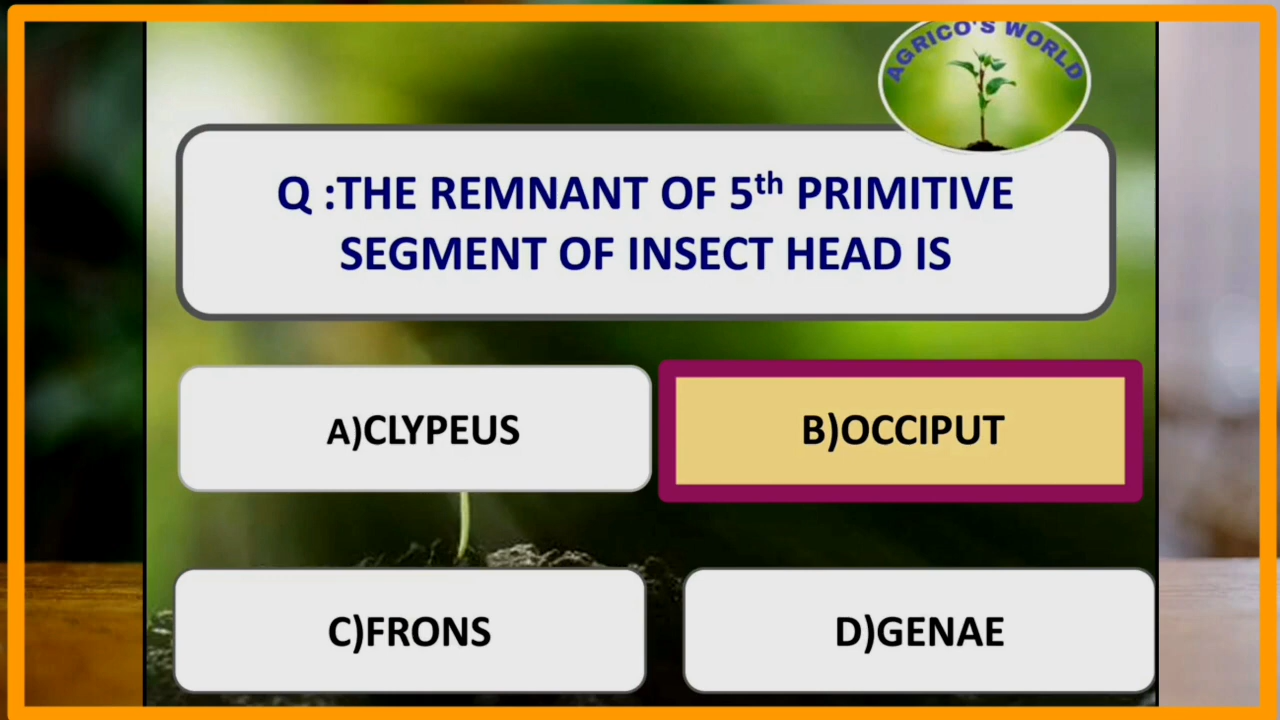 AGRICO'S WORLD
Q :THE REMNANT OF 5th PRIMITIVE
SEGMENT OF INSECT HEAD IS
A)CLYPEUS
B)OCCIPUT
C)FRONS
D)GENAE